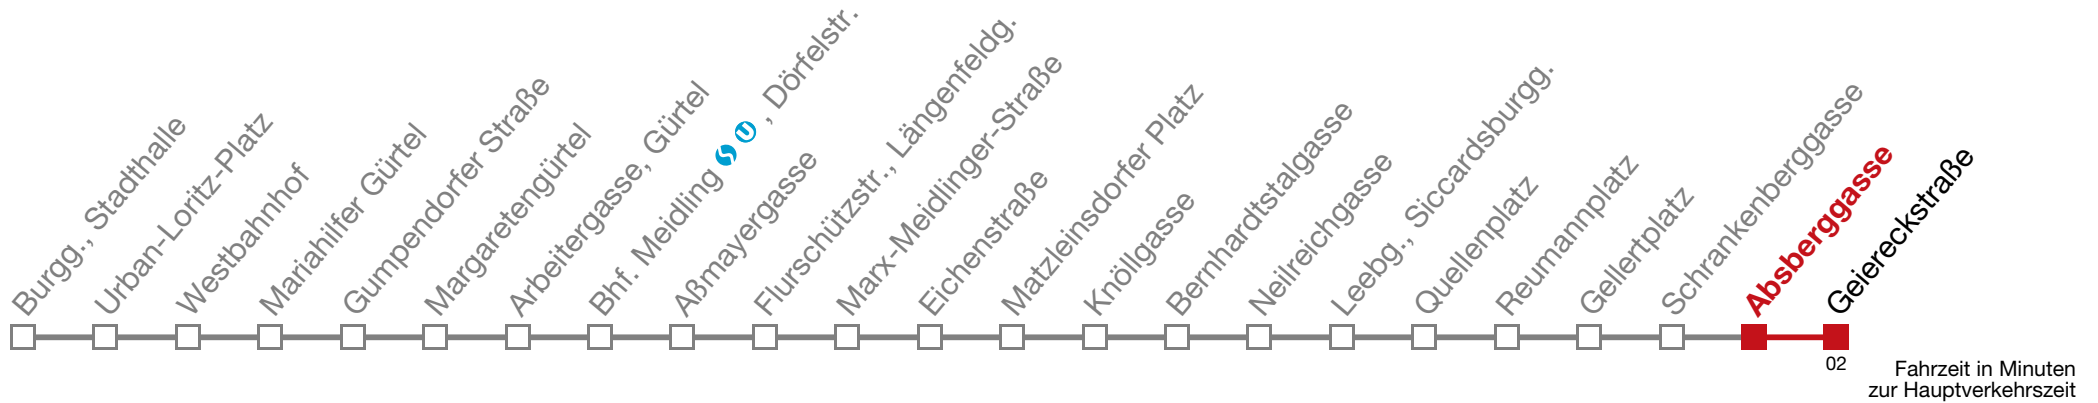 Burgg., Stadthalle
Urban-Loritz-Platz
Westbahnhof
Mariahilfer Gürtel
Gumpendorfer Straße
Margaretengürtel
Arbeitergasse, Gürtel
Bhf. Meidling S U , Dörfelstr.
Aßmayergasse
Flurschützstr., Längenfeldg.
Marx-Meidlinger-Straße
Eichenstraße
Matzleinsdorfer Platz
Knöllgasse
Bernhardtstalgasse
Neilreichgasse
Leebg., Siccardsburgg.
Quellenplatz
Reumannplatz
Gellertplatz
Schrankenberggasse
Absberggasse
Geiereckstraße
02
Fahrzeit in Minuten
zur Hauptverkehrszeit